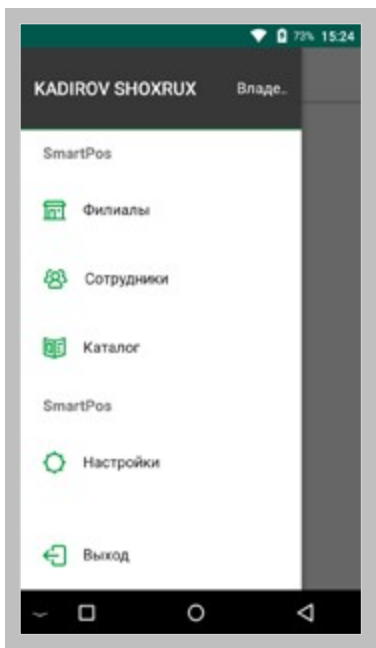 73% 15:24
KADIROV SHOXRUX Владе..
SmartPos
Филиалы
Сотрудники
Каталог
SmartPos
Настройки
Выход